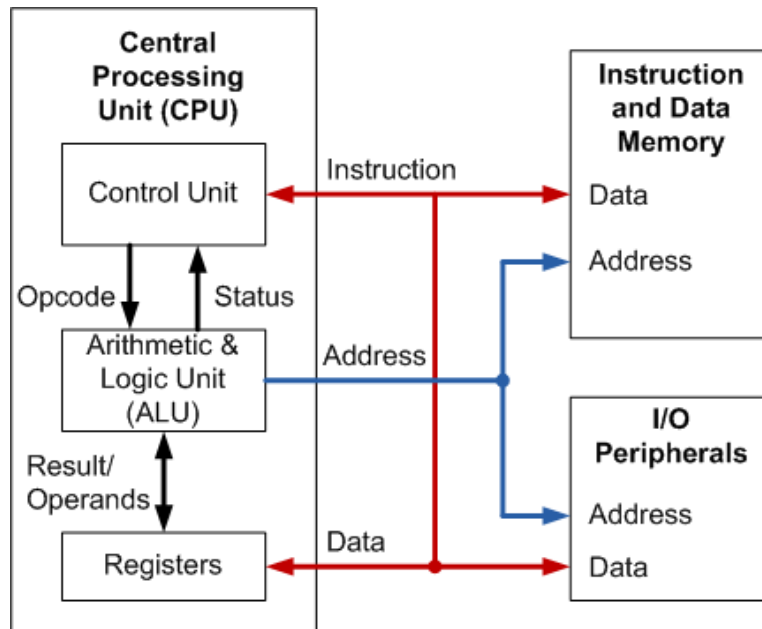 Central
Processing
Unit (CPU)
Control Unit
Opcode
Status
Arithmetic &
Logic Unit
(ALU)
Result/
Operands
Registers
Instruction
Address
Data
Instruction
and Data
Memory
Data
Address
I/O
Peripherals
Address
Data